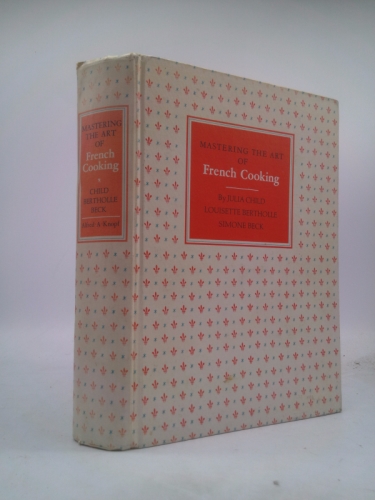 MASTERING
THE ART
OF
French
Cooking
CHILD
BERTHOLLE
BECK
Alfred A Knopf
MASTERING THE ART
OF
French Cooking
By JULIA CHILD
LOUISETTE BERTHOLLE
SIMONE BECK